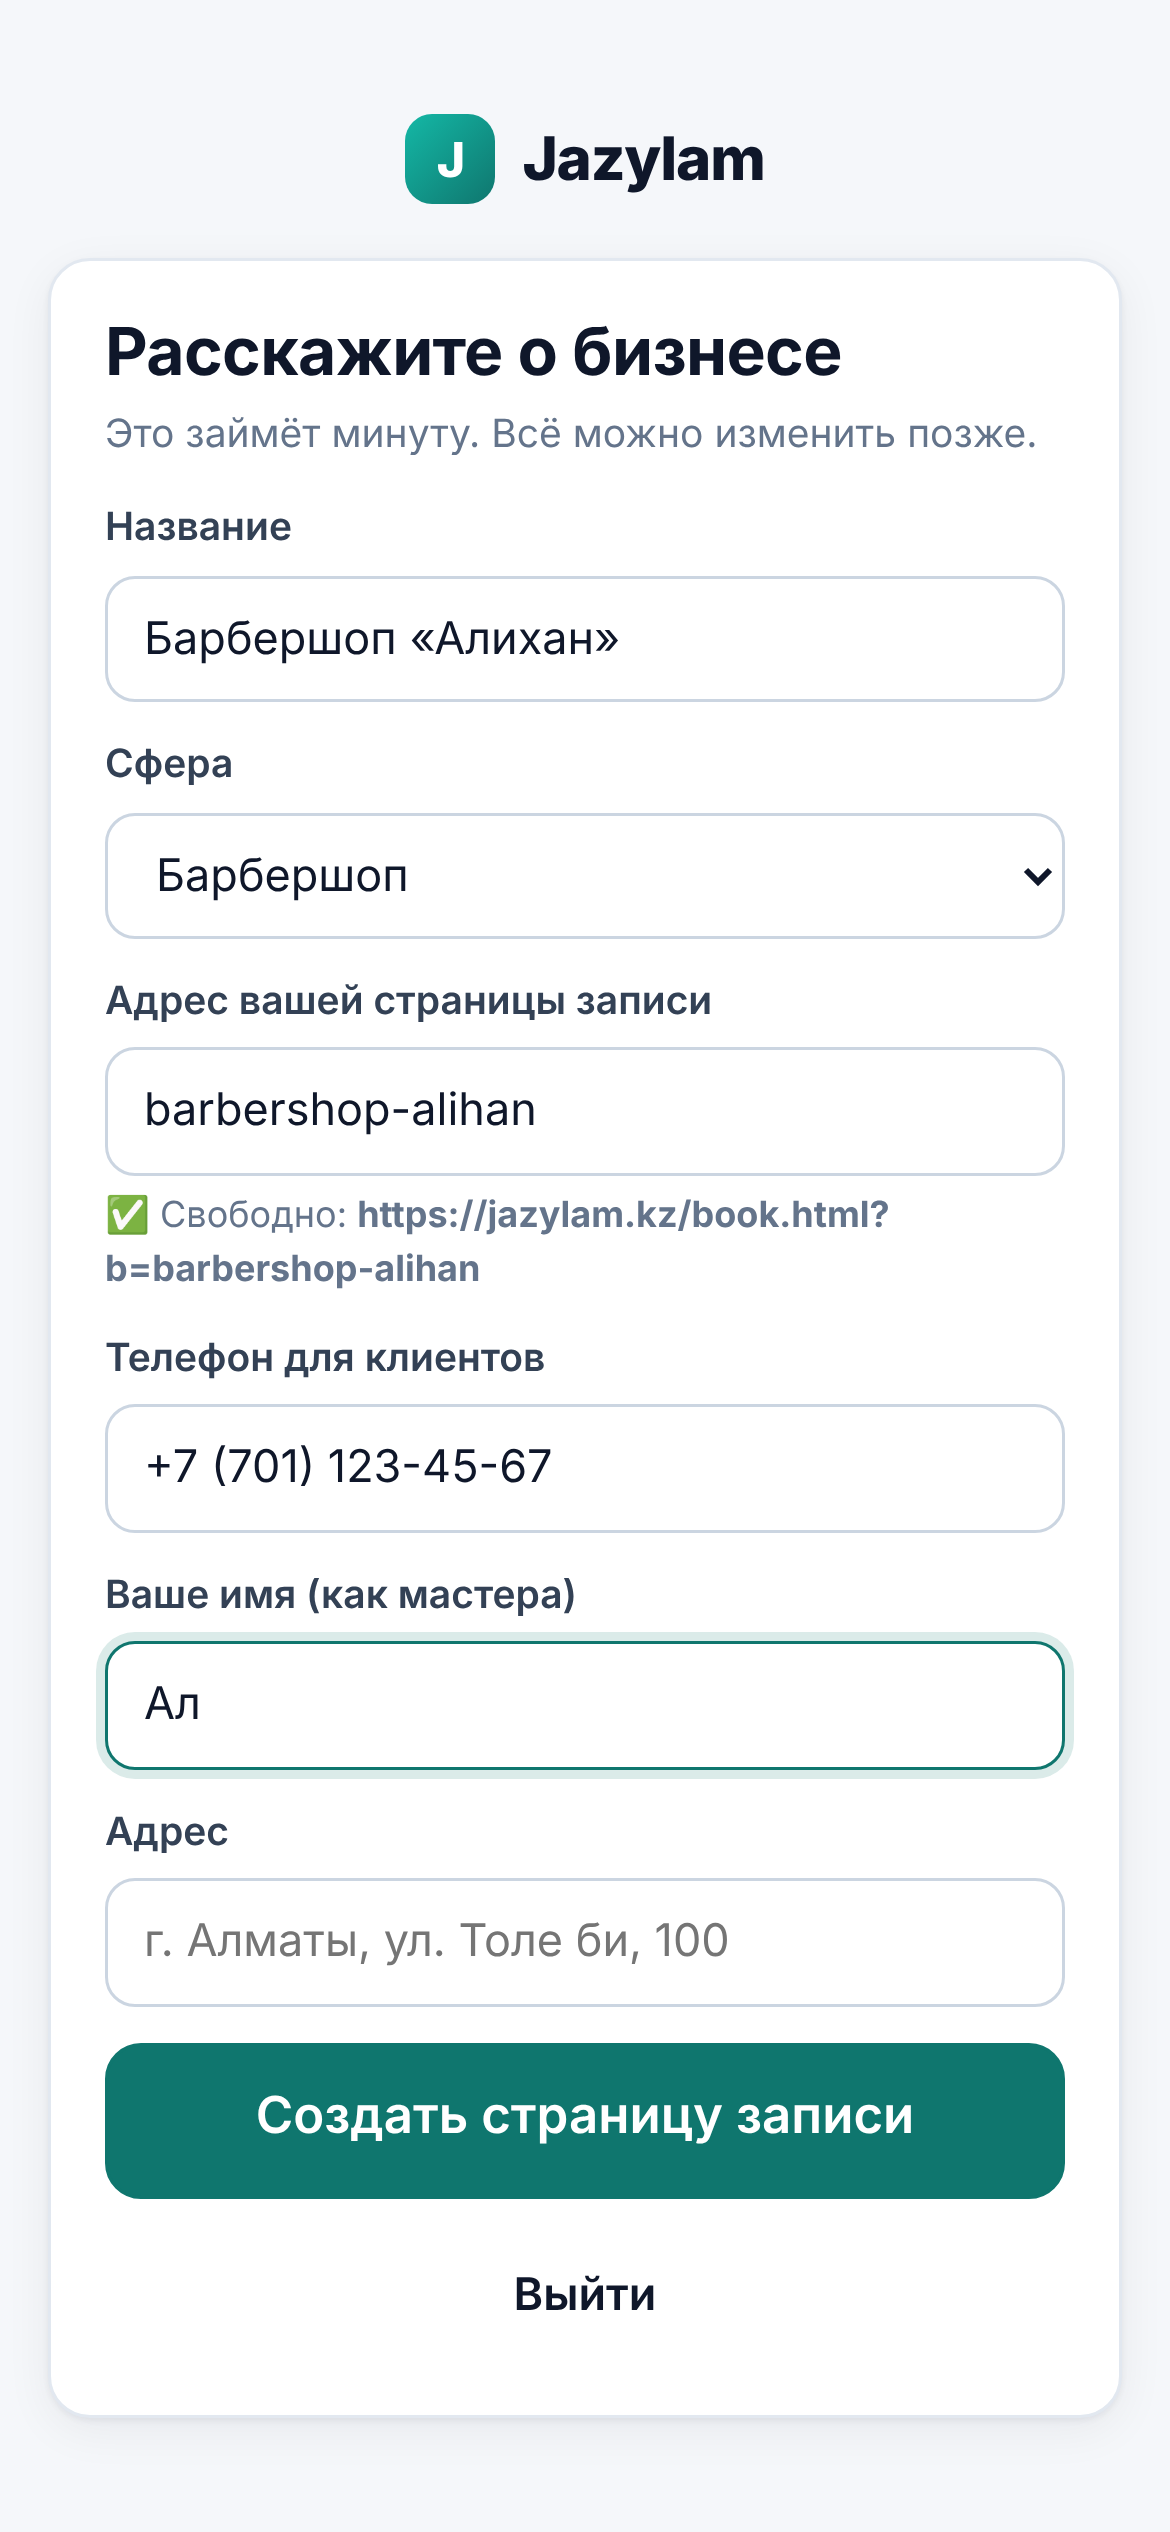 J Jazylam
Расскажите о бизнесе
Это займёт минуту. Всё можно изменить позже.
Название
Барбершоп «Алихан»
Сфера
Барбершоп
Адрес вашей страницы записи
barbershop-alihan
✅ Свободно: https://jazylam.kz/book.html?
b=barbershop-alihan
Телефон для клиентов
+7 (701) 123-45-67
Ваше имя (как мастера)
Ал
Адрес
г. Алматы, ул. Толе би, 100
Создать страницу записи
Выйти